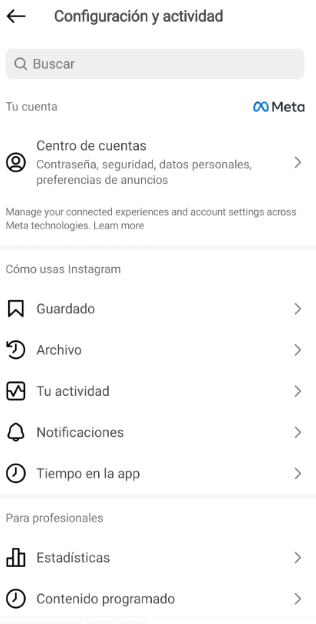 Configuración y actividad
Buscar
Tu cuenta
Meta
Centro de cuentas
Contraseña, seguridad, datos personales,
preferencias de anuncios
Manage your connected experiences and account settings across
Meta technologies. Learn more
Cómo usas Instagram
Guardado
Archivo
Tu actividad
Notificaciones
Tiempo en la app
Para profesionales
Estadísticas
Contenido programado